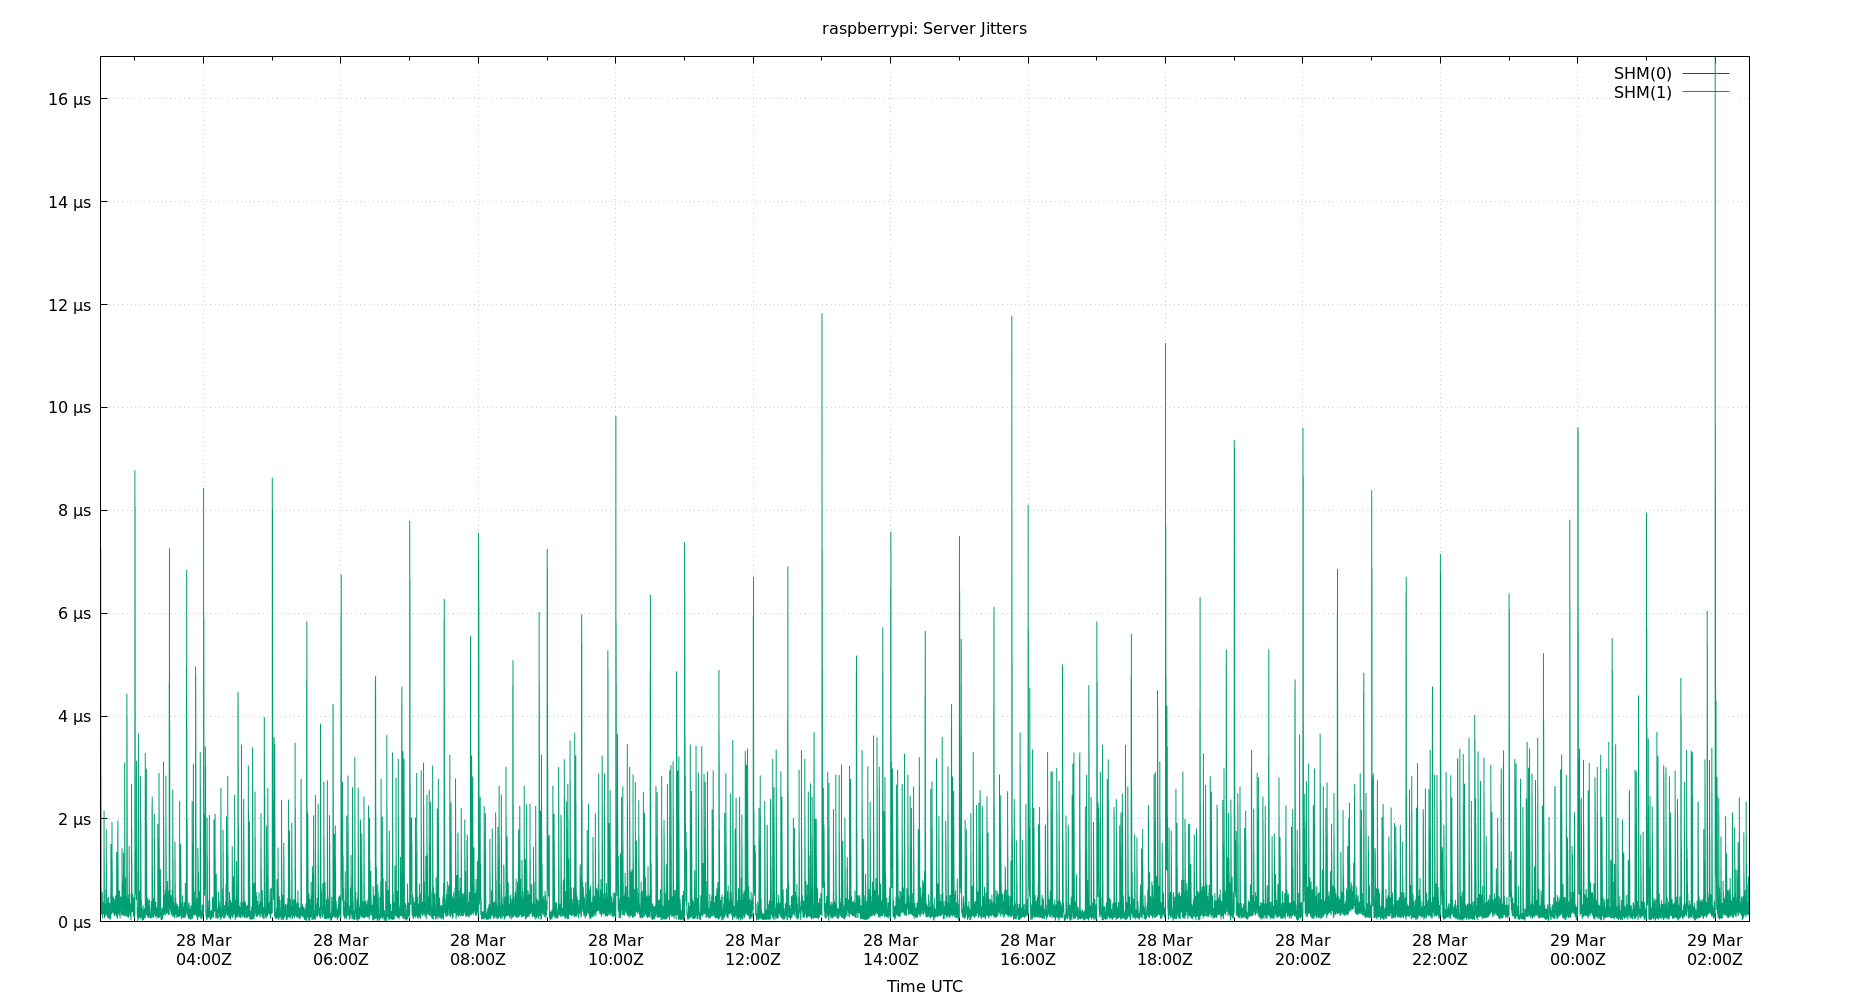 raspberrypi: Server Jitters
SHM(0)
SHM(1)
16 µs
14 µs
12 µs
10 µs
8 µs
6 µs
4 µs
2 µs
0 µs
28 Mar 28 Mar 28 Mar 28 Mar 28 Mar 28 Mar 28 Mar 28 Mar 28 Mar 28 Mar 29 Mar 29 Mar
04:00Z 06:00Z 08:00Z 10:00Z 12:00Z 14:00Z 16:00Z 18:00Z 20:00Z 22:00Z 00:00Z 02:00Z
Time UTC